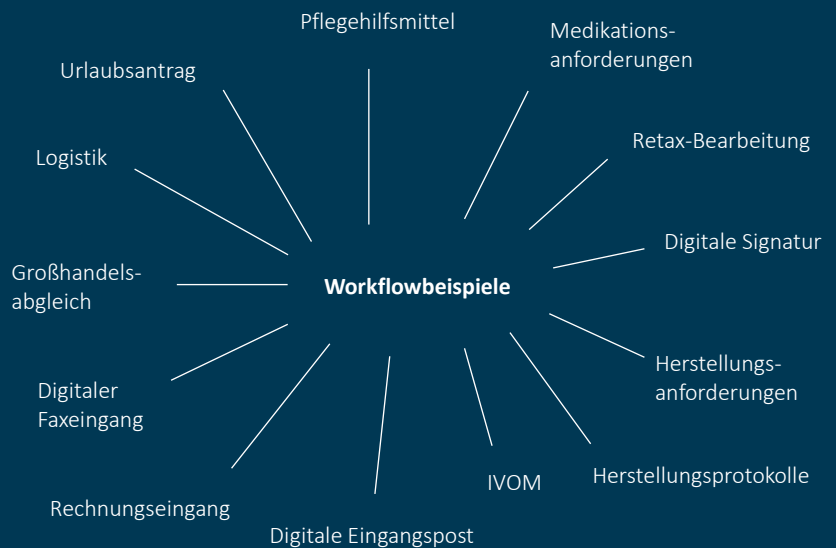 Pflegehilfsmittel
Medikations-
anforderungen
Urlaubsantrag
Retax-Bearbeitung
Logistik
Digitale Signatur
Großhandels-
abgleich
Workflowbeispiele
Herstellungs-
anforderungen
Digitaler
Faxeingang
Herstellungsprotokolle
IVOM
Rechnungseingang
Digitale Eingangspost